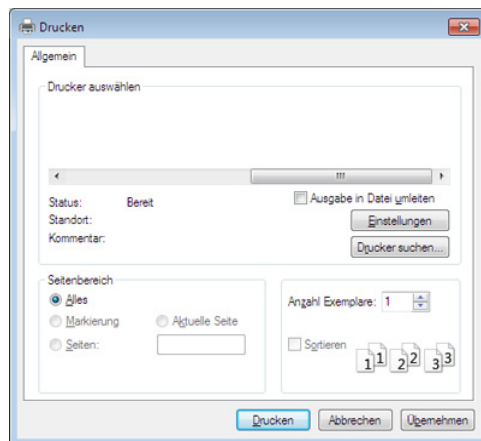 Drucken
Allgemein
Drucker auswählen
Status: Bereit
Standort:
Kommentar:
Ausgabe in Datei umleiten
Einstellungen
Drucker suchen...
Seitenbereich
Alles
Markierung
Aktuelle Seite
Seiten:
Anzahl Exemplare: 1
Sortieren
1 1 2 2 3 3
Drucken
Abbrechen
Übernehmen